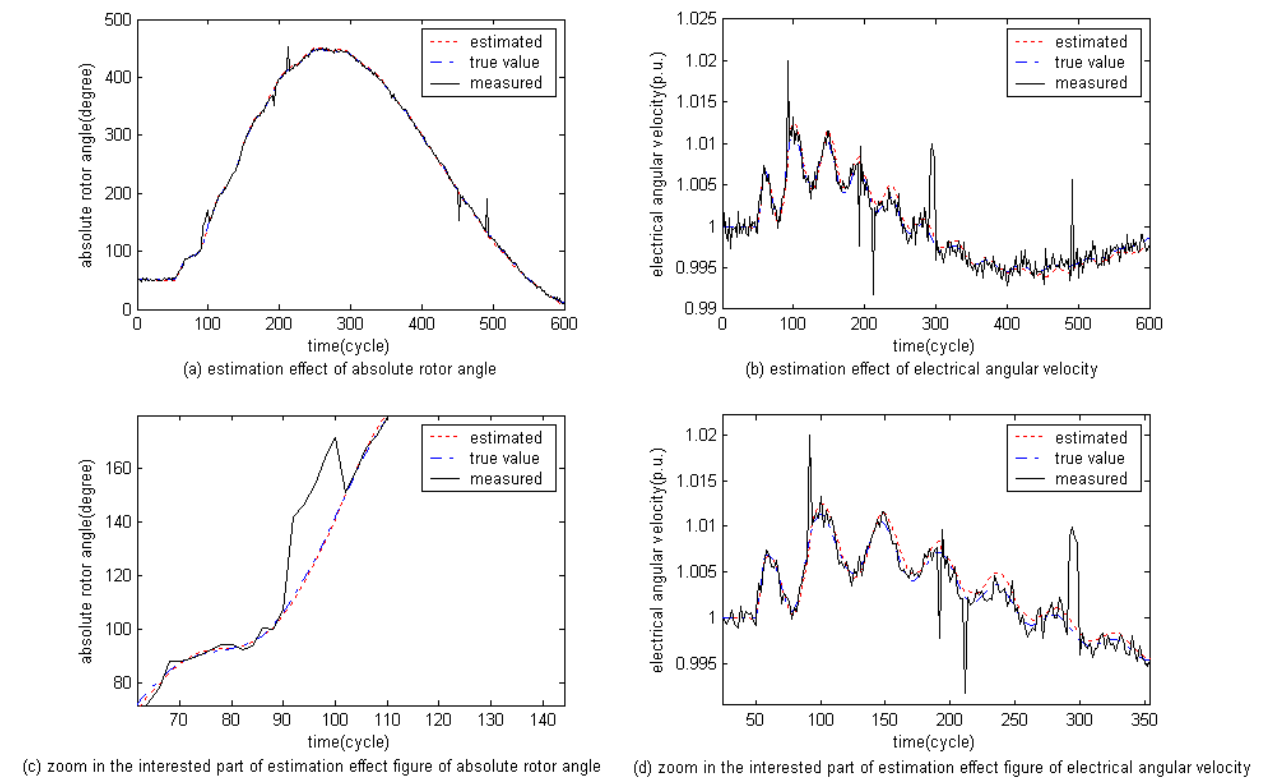 500
400
300
200
100
0
absolute rotor angle(degree)
estimated
true value
measured
0 100 200 300 400 500 600
time(cycle)
(a) estimation effect of absolute rotor angle
1.025
1.02
1.015
1.01
1.005
1
0.995
0.99
electrical angular velocity(p.u.)
estimated
true value
measured
0 100 200 300 400 500 600
time(cycle)
(b) estimation effect of electrical angular velocity
160
140
120
100
80
absolute rotor angle(degree)
estimated
true value
measured
70 80 90 100 110 120 130 140
time(cycle)
(c) zoom in the interested part of estimation effect figure of absolute rotor angle
1.02
1.015
1.01
1.005
1
0.995
electrical angular velocity(p.u.)
estimated
true value
measured
50 100 150 200 250 300 350
time(cycle)
(d) zoom in the interested part of estimation effect figure of electrical angular velocity